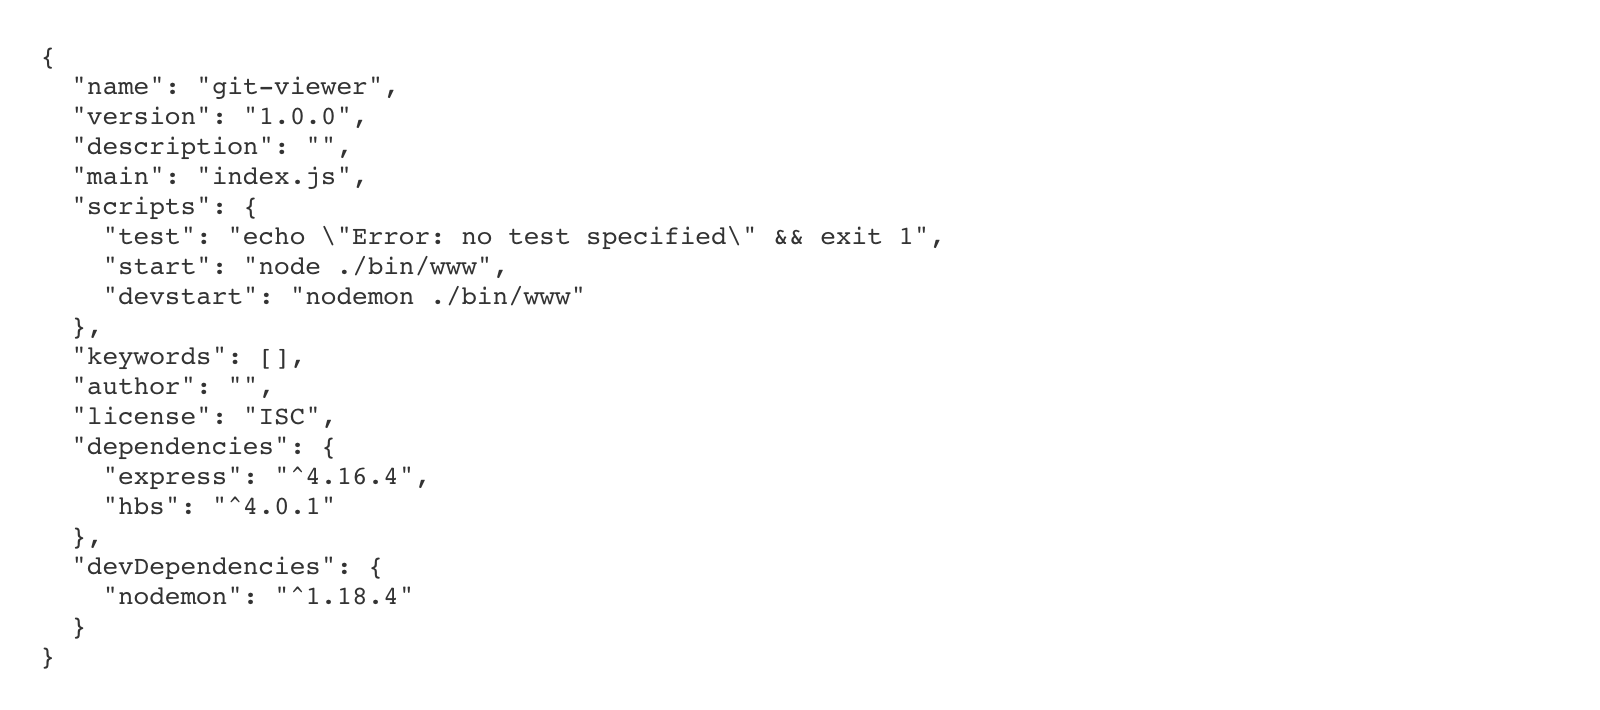 {
  "name": "git-viewer",
  "version": "1.0.0",
  "description": "",
  "main": "index.js",
  "scripts": {
    "test": "echo \"Error: no test specified\" && exit 1",
    "start": "node ./bin/www",
    "devstart": "nodemon ./bin/www"
  },
  "keywords": [],
  "author": "",
  "license": "ISC",
  "dependencies": {
    "express": "^4.16.4",
    "hbs": "^4.0.1"
  },
  "devDependencies": {
    "nodemon": "^1.18.4"
  }
}